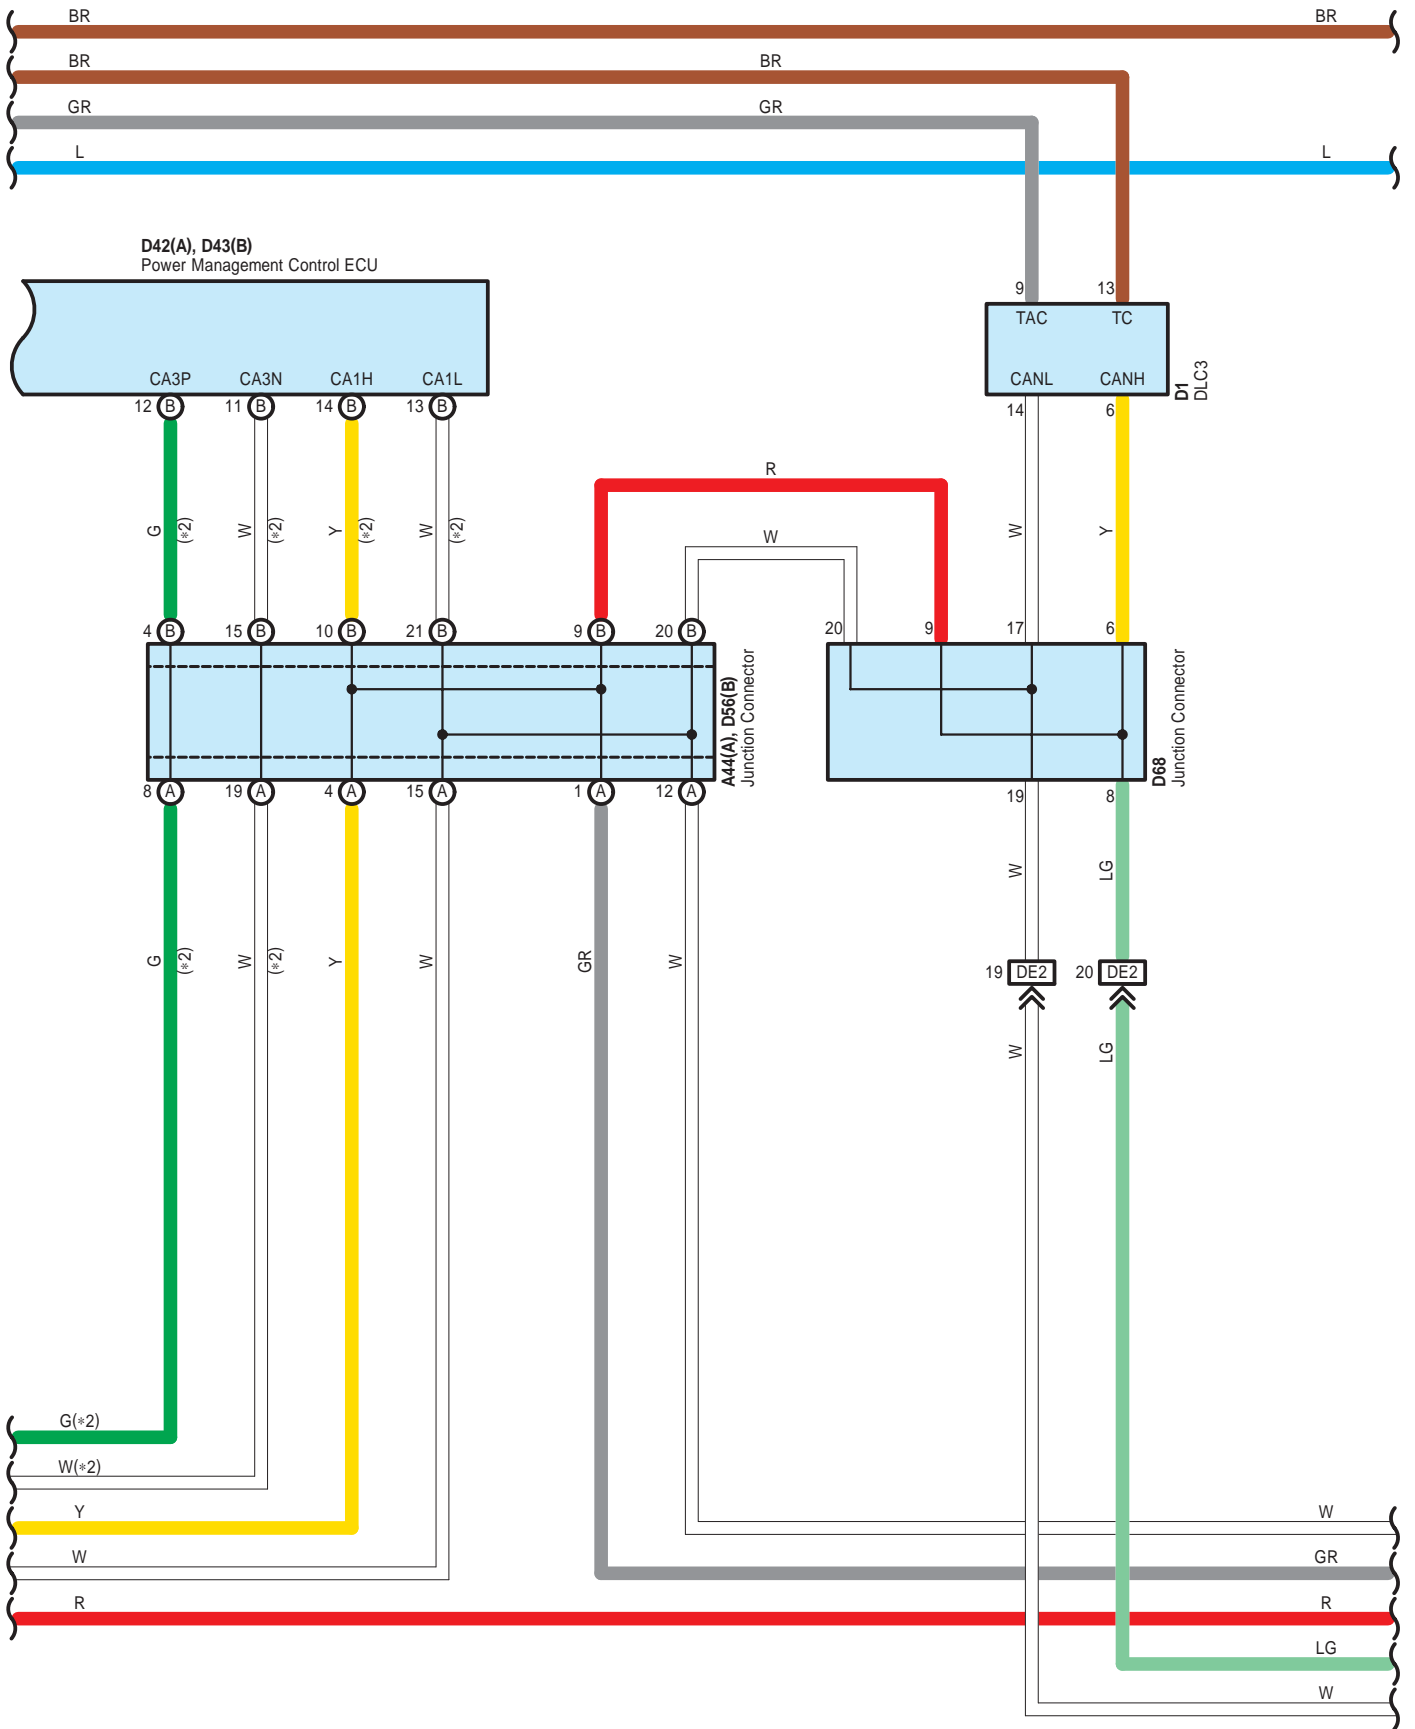 BR BR
BR BR
GR GR
L L
D42(A), D43(B)
Power Management Control ECU
9 13
TAC TC
CA3P CA3N CA1H CA1L
CANL CANH
D1
DLC3
12 B 11 B 14 B 13 B
14 6
R
G (*2) W (*2) Y (*2) W (*2)
W
W Y
4 B 15 B 10 B 21 B 9 B 20 B
20 9 17 6
A44(A), D56(B)
Junction Connector
D68
Junction Connector
8 A 19 A 4 A 15 A 1 A 12 A
19 8
W LG
G (*2) W (*2) Y W GR W
19 DE2 20 DE2
W LG
G(*2)
W(*2)
Y W
W GR
R R
LG
W